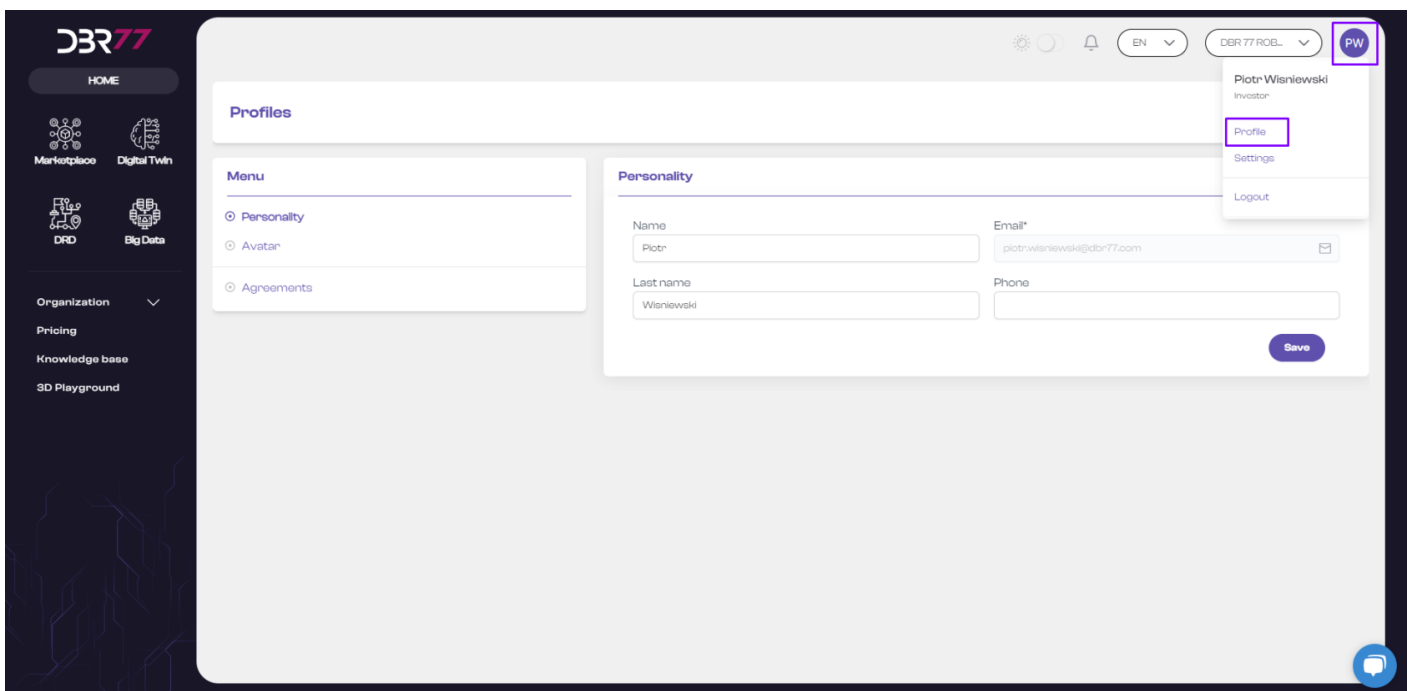 DBR77
HOME
Marketplace
Digital Twin
DRD
Big Data
Organization
Pricing
Knowledge base
3D Playground
EN
DBR 77 ROB...
PW
Piotr Wisniewski
Investor
Profile
Settings
Logout
Profiles
Menu
Personality
Avatar
Agreements
Personality
Name
Piotr
Email*
piotr.wisniewski@dbr77.com
Last name
Wisniewski
Phone
Save